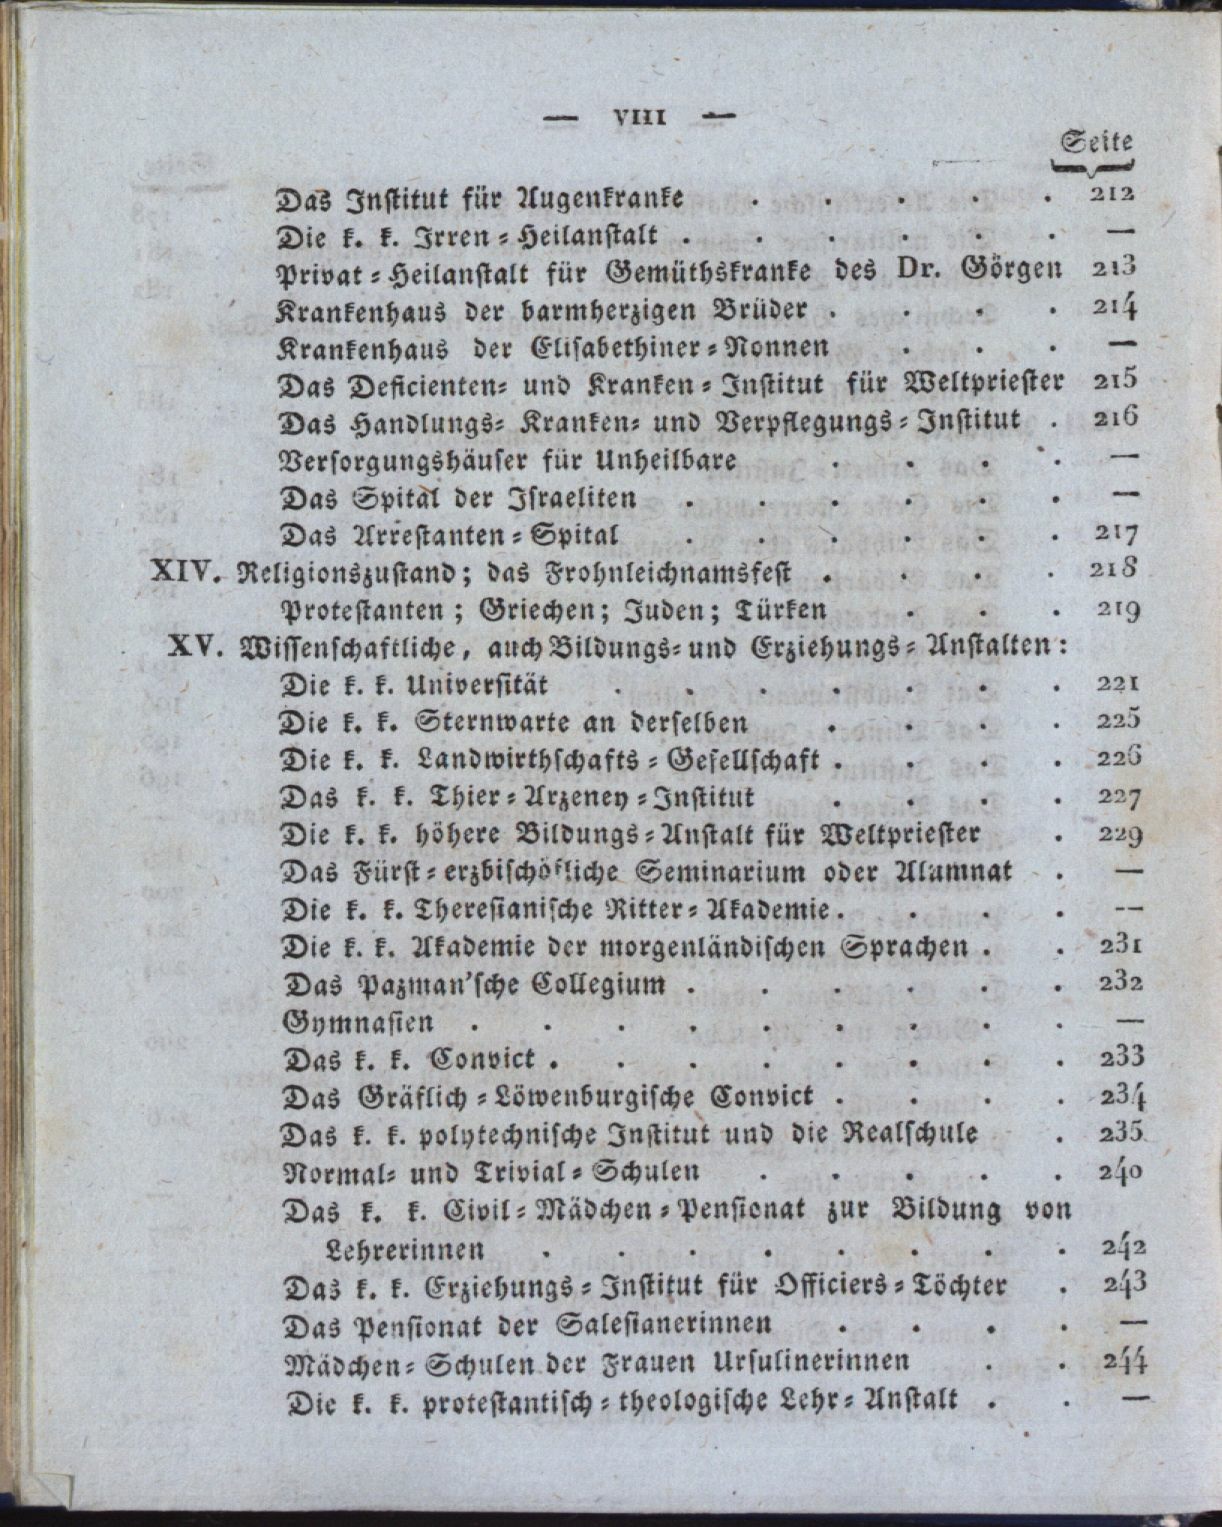 — VIII —
Seite
Das Institut für Augenkranke . . . . . 212
Die k. k. Irren-Heilanstalt . . . . . . —
Privat-Heilanstalt für Gemüthskranke des Dr. Görgen 213
Krankenhaus der barmherzigen Brüder . . . . 214
Krankenhaus der Elisabethiner-Nonnen . . . —
Das Deficienten- und Kranken-Institut für Weltpriester 215
Das Handlungs- Kranken- und Verpflegungs-Institut . 216
Versorgungshäuser für Unheilbare . . . . —
Das Spital der Israeliten . . . . . . —
Das Arrestanten-Spital . . . . . . 217
XIV. Religionszustand; das Frohnleichnamsfest . . . . 218
Protestanten; Griechen; Juden; Türken . . . 219
XV. Wissenschaftliche, auch Bildungs- und Erziehungs-Anstalten:
Die k. k. Universität . . . . . . . 221
Die k. k. Sternwarte an derselben . . . . 225
Die k. k. Landwirthschafts-Gesellschaft . . . . 226
Das k. k. Thier-Arzeney-Institut . . . . 227
Die k. k. höhere Bildungs-Anstalt für Weltpriester . 229
Das Fürst-erzbischöfliche Seminarium oder Alumnat . —
Die k. k. Theresianische Ritter-Akademie . . . . —
Die k. k. Akademie der morgenländischen Sprachen . . 231
Das Pazman'sche Collegium . . . . . . 232
Gymnasien . . . . . . . . . —
Das k. k. Convict . . . . . . . . 233
Das Gräflich-Löwenburgische Convict . . . . 234
Das k. k. polytechnische Institut und die Realschule . 235
Normal- und Trivial-Schulen . . . . . 240
Das k. k. Civil-Mädchen-Pensionat zur Bildung von
Lehrerinnen . . . . . . . . 242
Das k. k. Erziehungs-Institut für Officiers-Töchter . 243
Das Pensionat der Salesianerinnen . . . . —
Mädchen-Schulen der Frauen Ursulinerinnen . . 244
Die k. k. protestantisch-theologische Lehr-Anstalt . . —